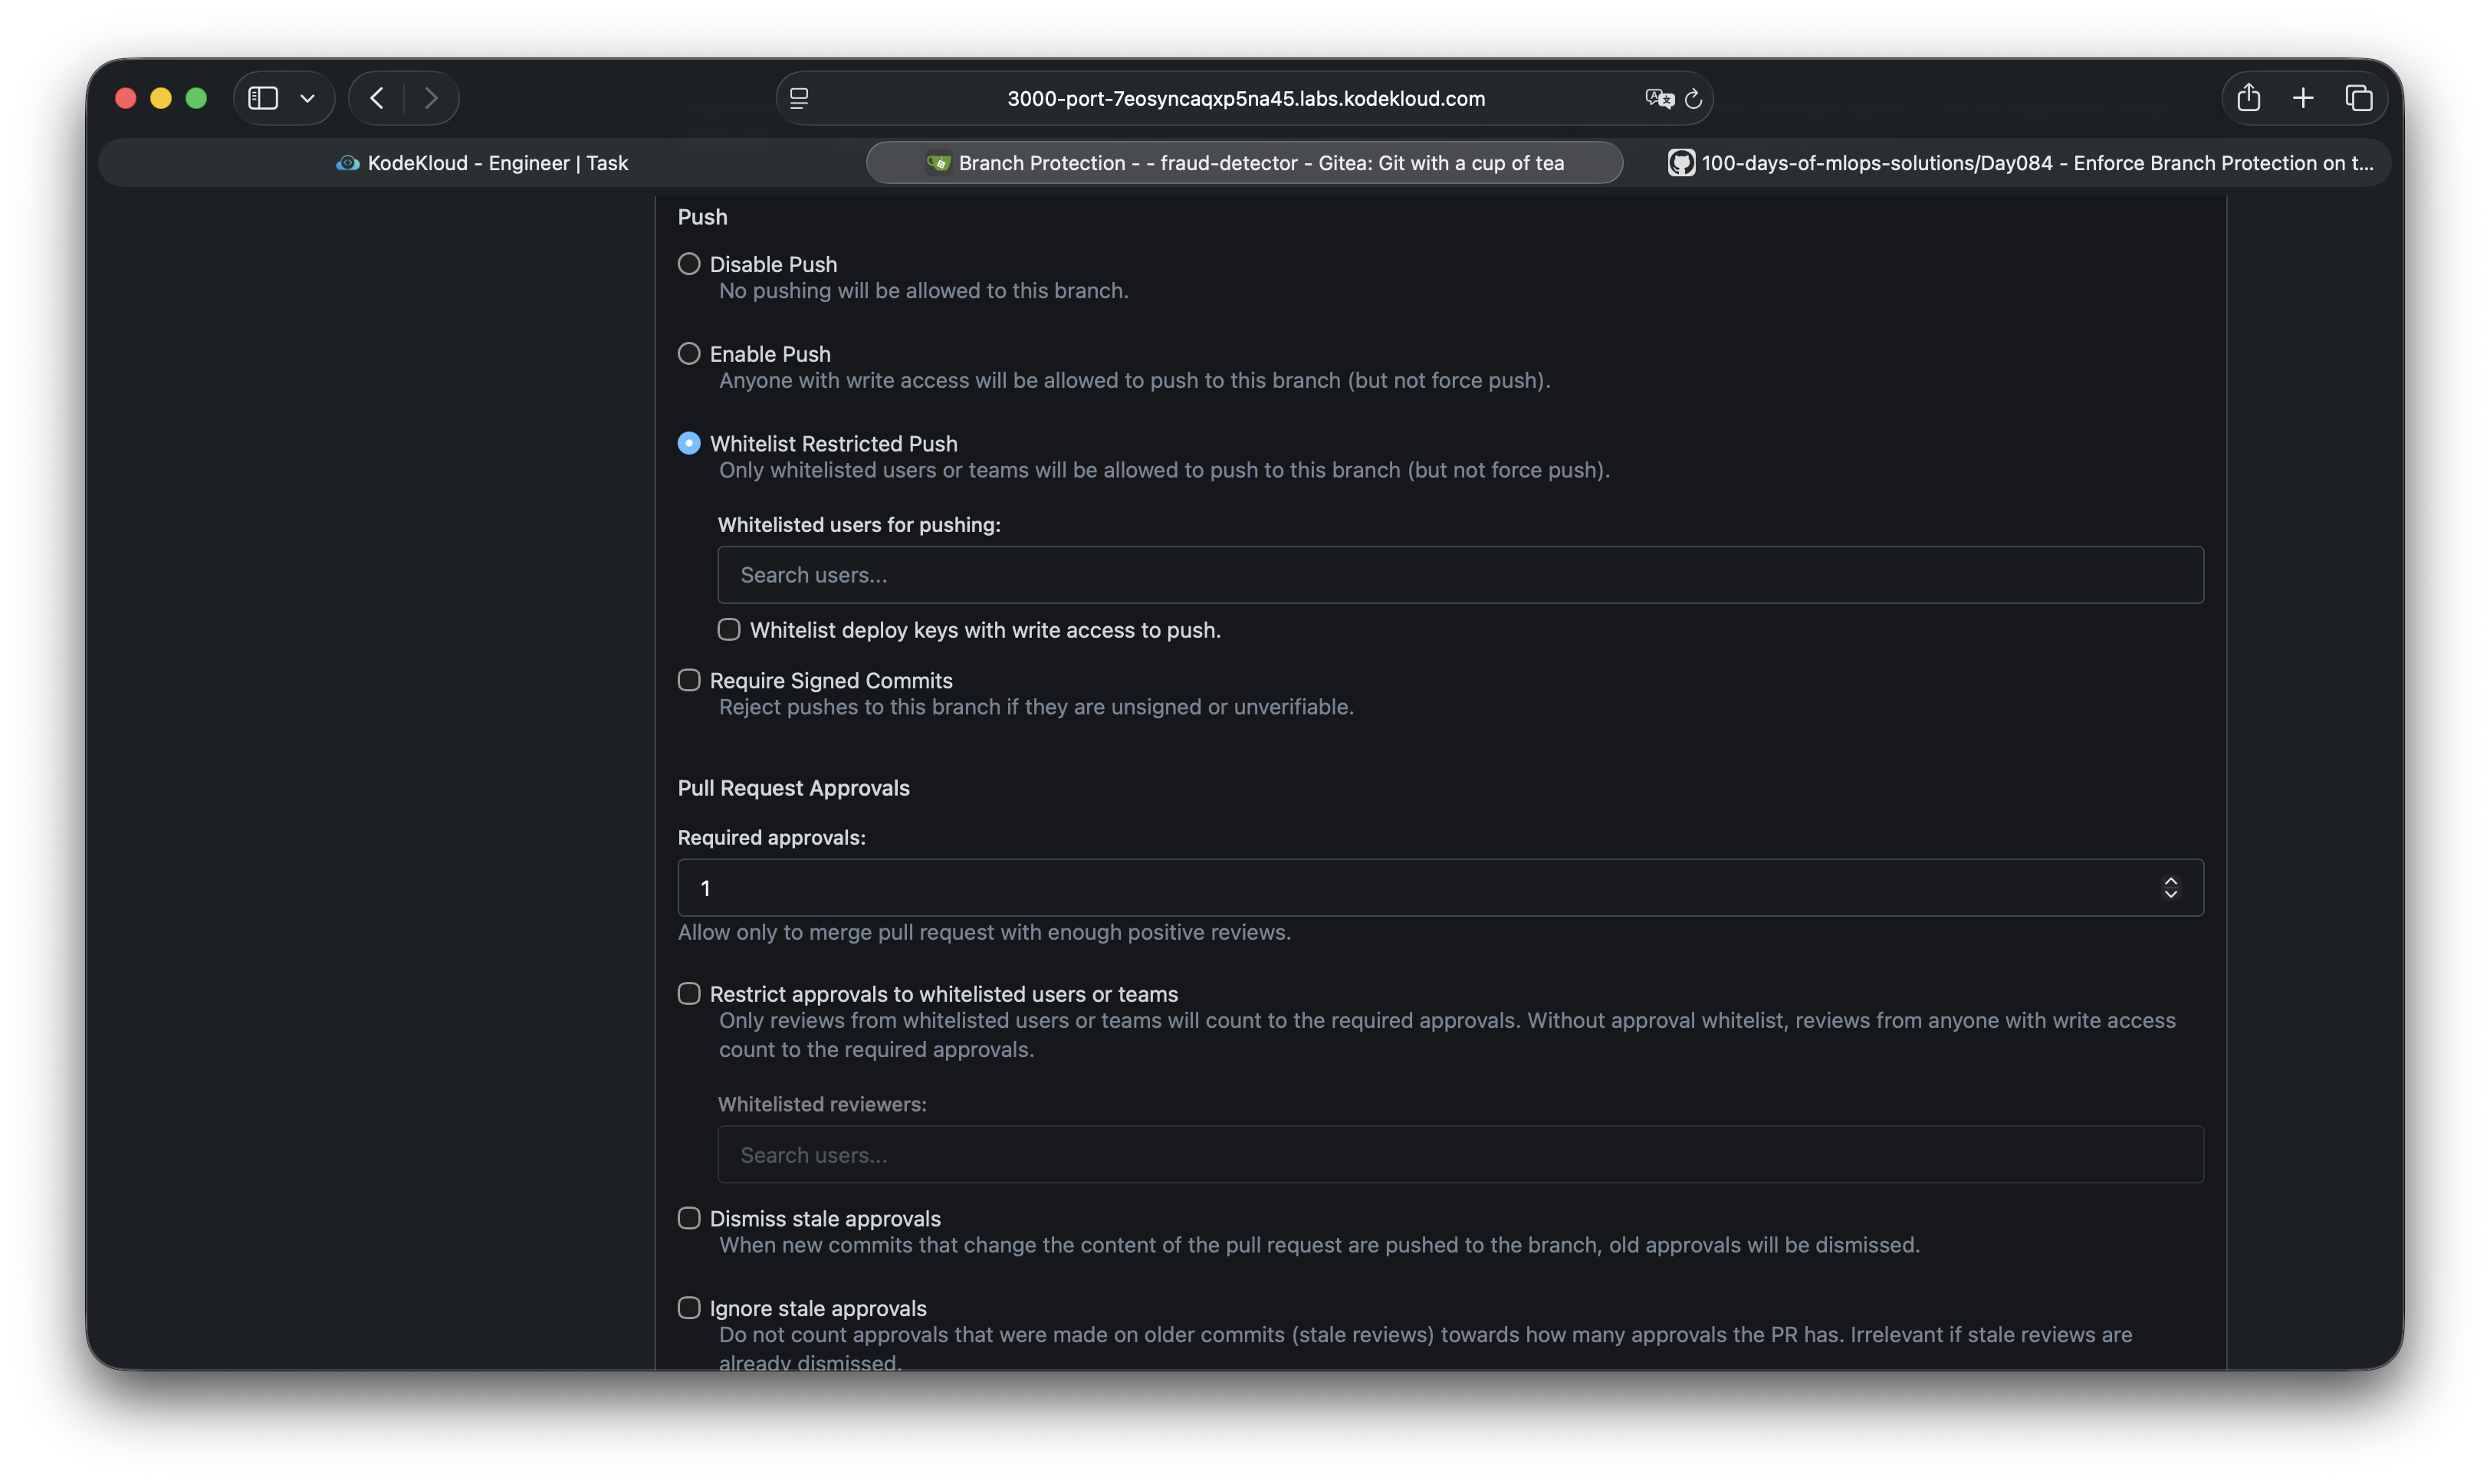 3000-port-7eosyncaqxp5na45.labs.kodekloud.com
KodeKloud - Engineer | Task
Branch Protection - - fraud-detector - Gitea: Git with a cup of tea
100-days-of-mlops-solutions/Day084 - Enforce Branch Protection on t...
Push
Disable Push
No pushing will be allowed to this branch.
Enable Push
Anyone with write access will be allowed to push to this branch (but not force push).
Whitelist Restricted Push
Only whitelisted users or teams will be allowed to push to this branch (but not force push).
Whitelisted users for pushing:
Search users...
Whitelist deploy keys with write access to push.
Require Signed Commits
Reject pushes to this branch if they are unsigned or unverifiable.
Pull Request Approvals
Required approvals:
1
Allow only to merge pull request with enough positive reviews.
Restrict approvals to whitelisted users or teams
Only reviews from whitelisted users or teams will count to the required approvals. Without approval whitelist, reviews from anyone with write access
count to the required approvals.
Whitelisted reviewers:
Search users...
Dismiss stale approvals
When new commits that change the content of the pull request are pushed to the branch, old approvals will be dismissed.
Ignore stale approvals
Do not count approvals that were made on older commits (stale reviews) towards how many approvals the PR has. Irrelevant if stale reviews are
already dismissed.